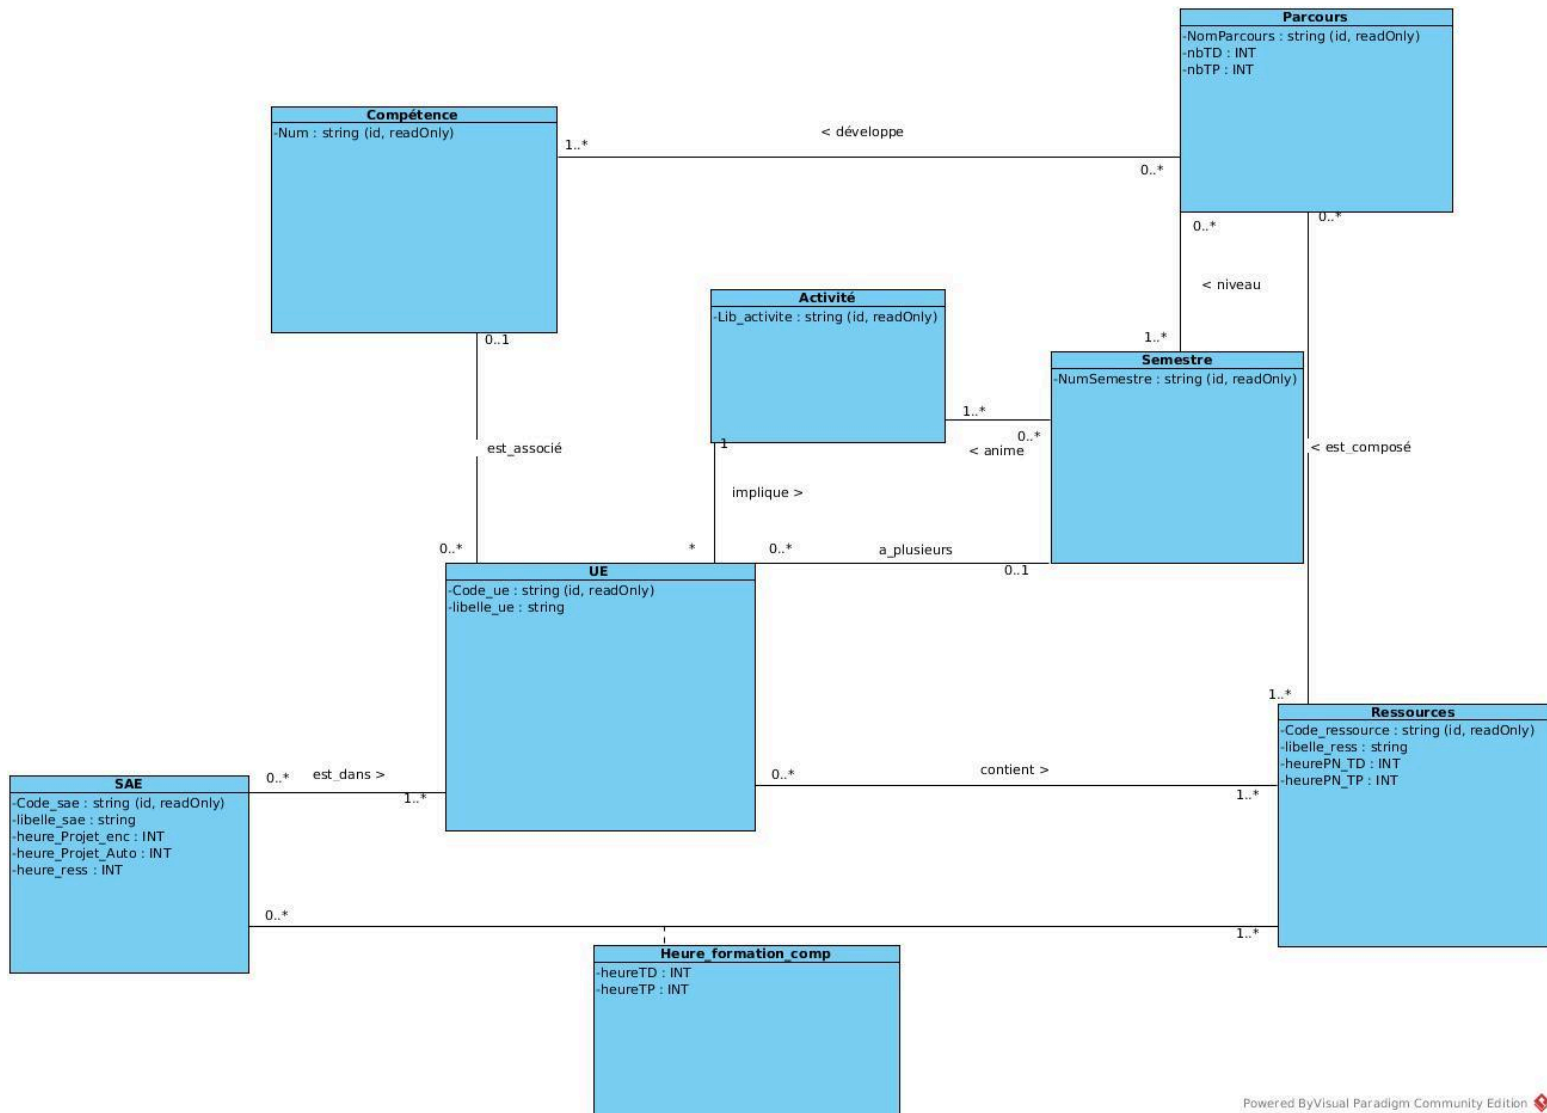 Parcours
-NomParcours : string (id, readOnly)
-nbTD : INT
-nbTP : INT
Compétence
-Num : string (id, readOnly)
< développe
1..*
0..*
0..*
0..*
< niveau
Activité
-Lib_activite : string (id, readOnly)
0..1
1..*
Semestre
-NumSemestre : string (id, readOnly)
1..*
0..*
< anime
1
est_associé
< est_composé
implique >
0..*
*
0..*
a_plusieurs
0..1
UE
-Code_ue : string (id, readOnly)
-libelle_ue : string
1..*
Ressources
-Code_ressource : string (id, readOnly)
-libelle_ress : string
-heurePN_TD : INT
-heurePN_TP : INT
0..*
est_dans >
1..*
0..*
contient >
1..*
SAE
-Code_sae : string (id, readOnly)
-libelle_sae : string
-heure_Projet_enc : INT
-heure_Projet_Auto : INT
-heure_ress : INT
0..*
1..*
Heure_formation_comp
-heureTD : INT
-heureTP : INT
Powered ByVisual Paradigm Community Edition